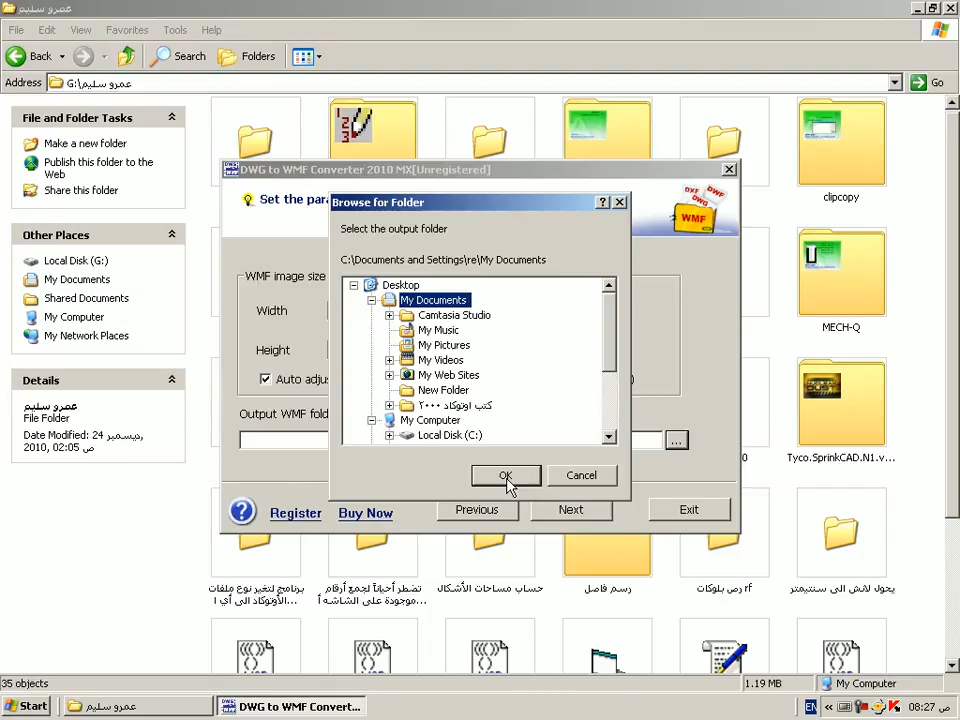 عمرو سليم
File Edit View Favorites Tools Help
Back Search Folders
Address G:\عمرو سليم Go
File and Folder Tasks
Make a new folder
Publish this folder to the
Web
Share this folder
Other Places
Local Disk (G:)
My Documents
Shared Documents
My Computer
My Network Places
Details
عمرو سليم
File Folder
Date Modified: 24 ديسمبر,
2010, 02:05 ص
clipcopy
MECH-Q
Tyco.SprinkCAD.N1.v...
DWG to WMF Converter 2010 MX[Unregistered]
Set the para
DXF DWF
DWG
WMF
WMF image size
Width
Height
Auto adjus
Output WMF fold
...
Register Buy Now Previous Next Exit
Browse for Folder
Select the output folder
C:\Documents and Settings\re\My Documents
Desktop
My Documents
Camtasia Studio
My Music
My Pictures
My Videos
My Web Sites
New Folder
كتب اوتوكاد ٢٠٠٠
My Computer
Local Disk (C:)
OK Cancel
برنامج لتغير نوع ملفات
الأوتوكاد الى أي ا...
تضطر أحياناً لجمع أرقام
موجودة على الشاشه أ...
حساب مساحات الأشكال
رسم فاصل
رص بلوكات rf
يحول لانش الى سنتيمتر
35 objects 1.19 MB My Computer
Start عمرو سليم DWG to WMF Convert... EN 08:27 ص